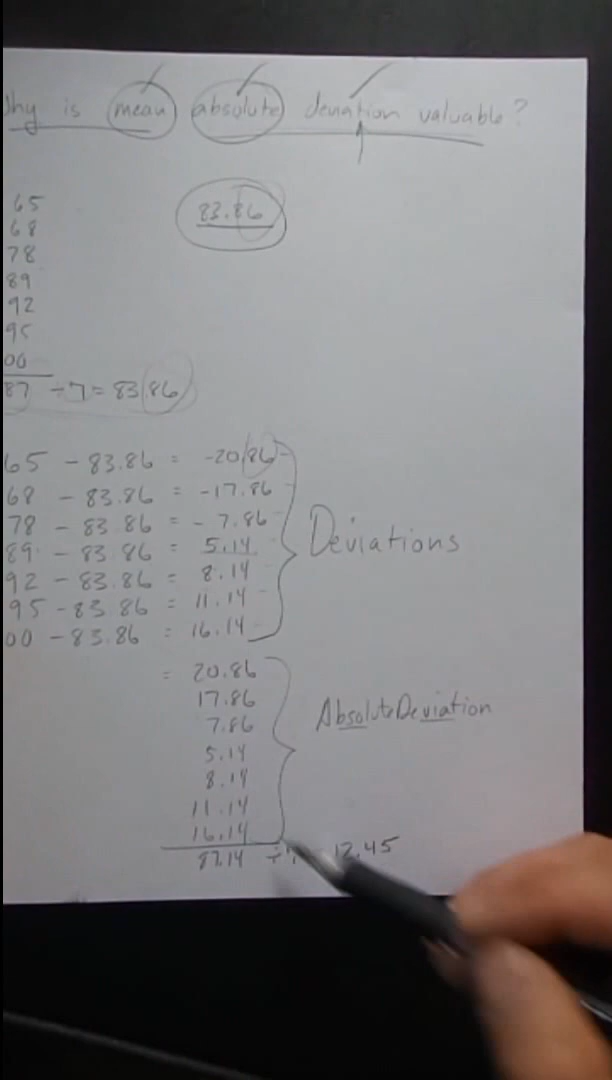 hy is mean absolute deviation valuable?
83.86
65
68
78
89
92
95
00
87 ÷ 7 = 83.86
65 - 83.86 = -20.86
68 - 83.86 = -17.86
78 - 83.86 = -7.86
89 - 83.86 = 5.14
92 - 83.86 = 8.14
95 - 83.86 = 11.14
00 - 83.86 = 16.14
Deviations
= 20.86
17.86
7.86
5.14
8.14
11.14
16.14
Absolute Deviation
87.14 ÷ 12.45